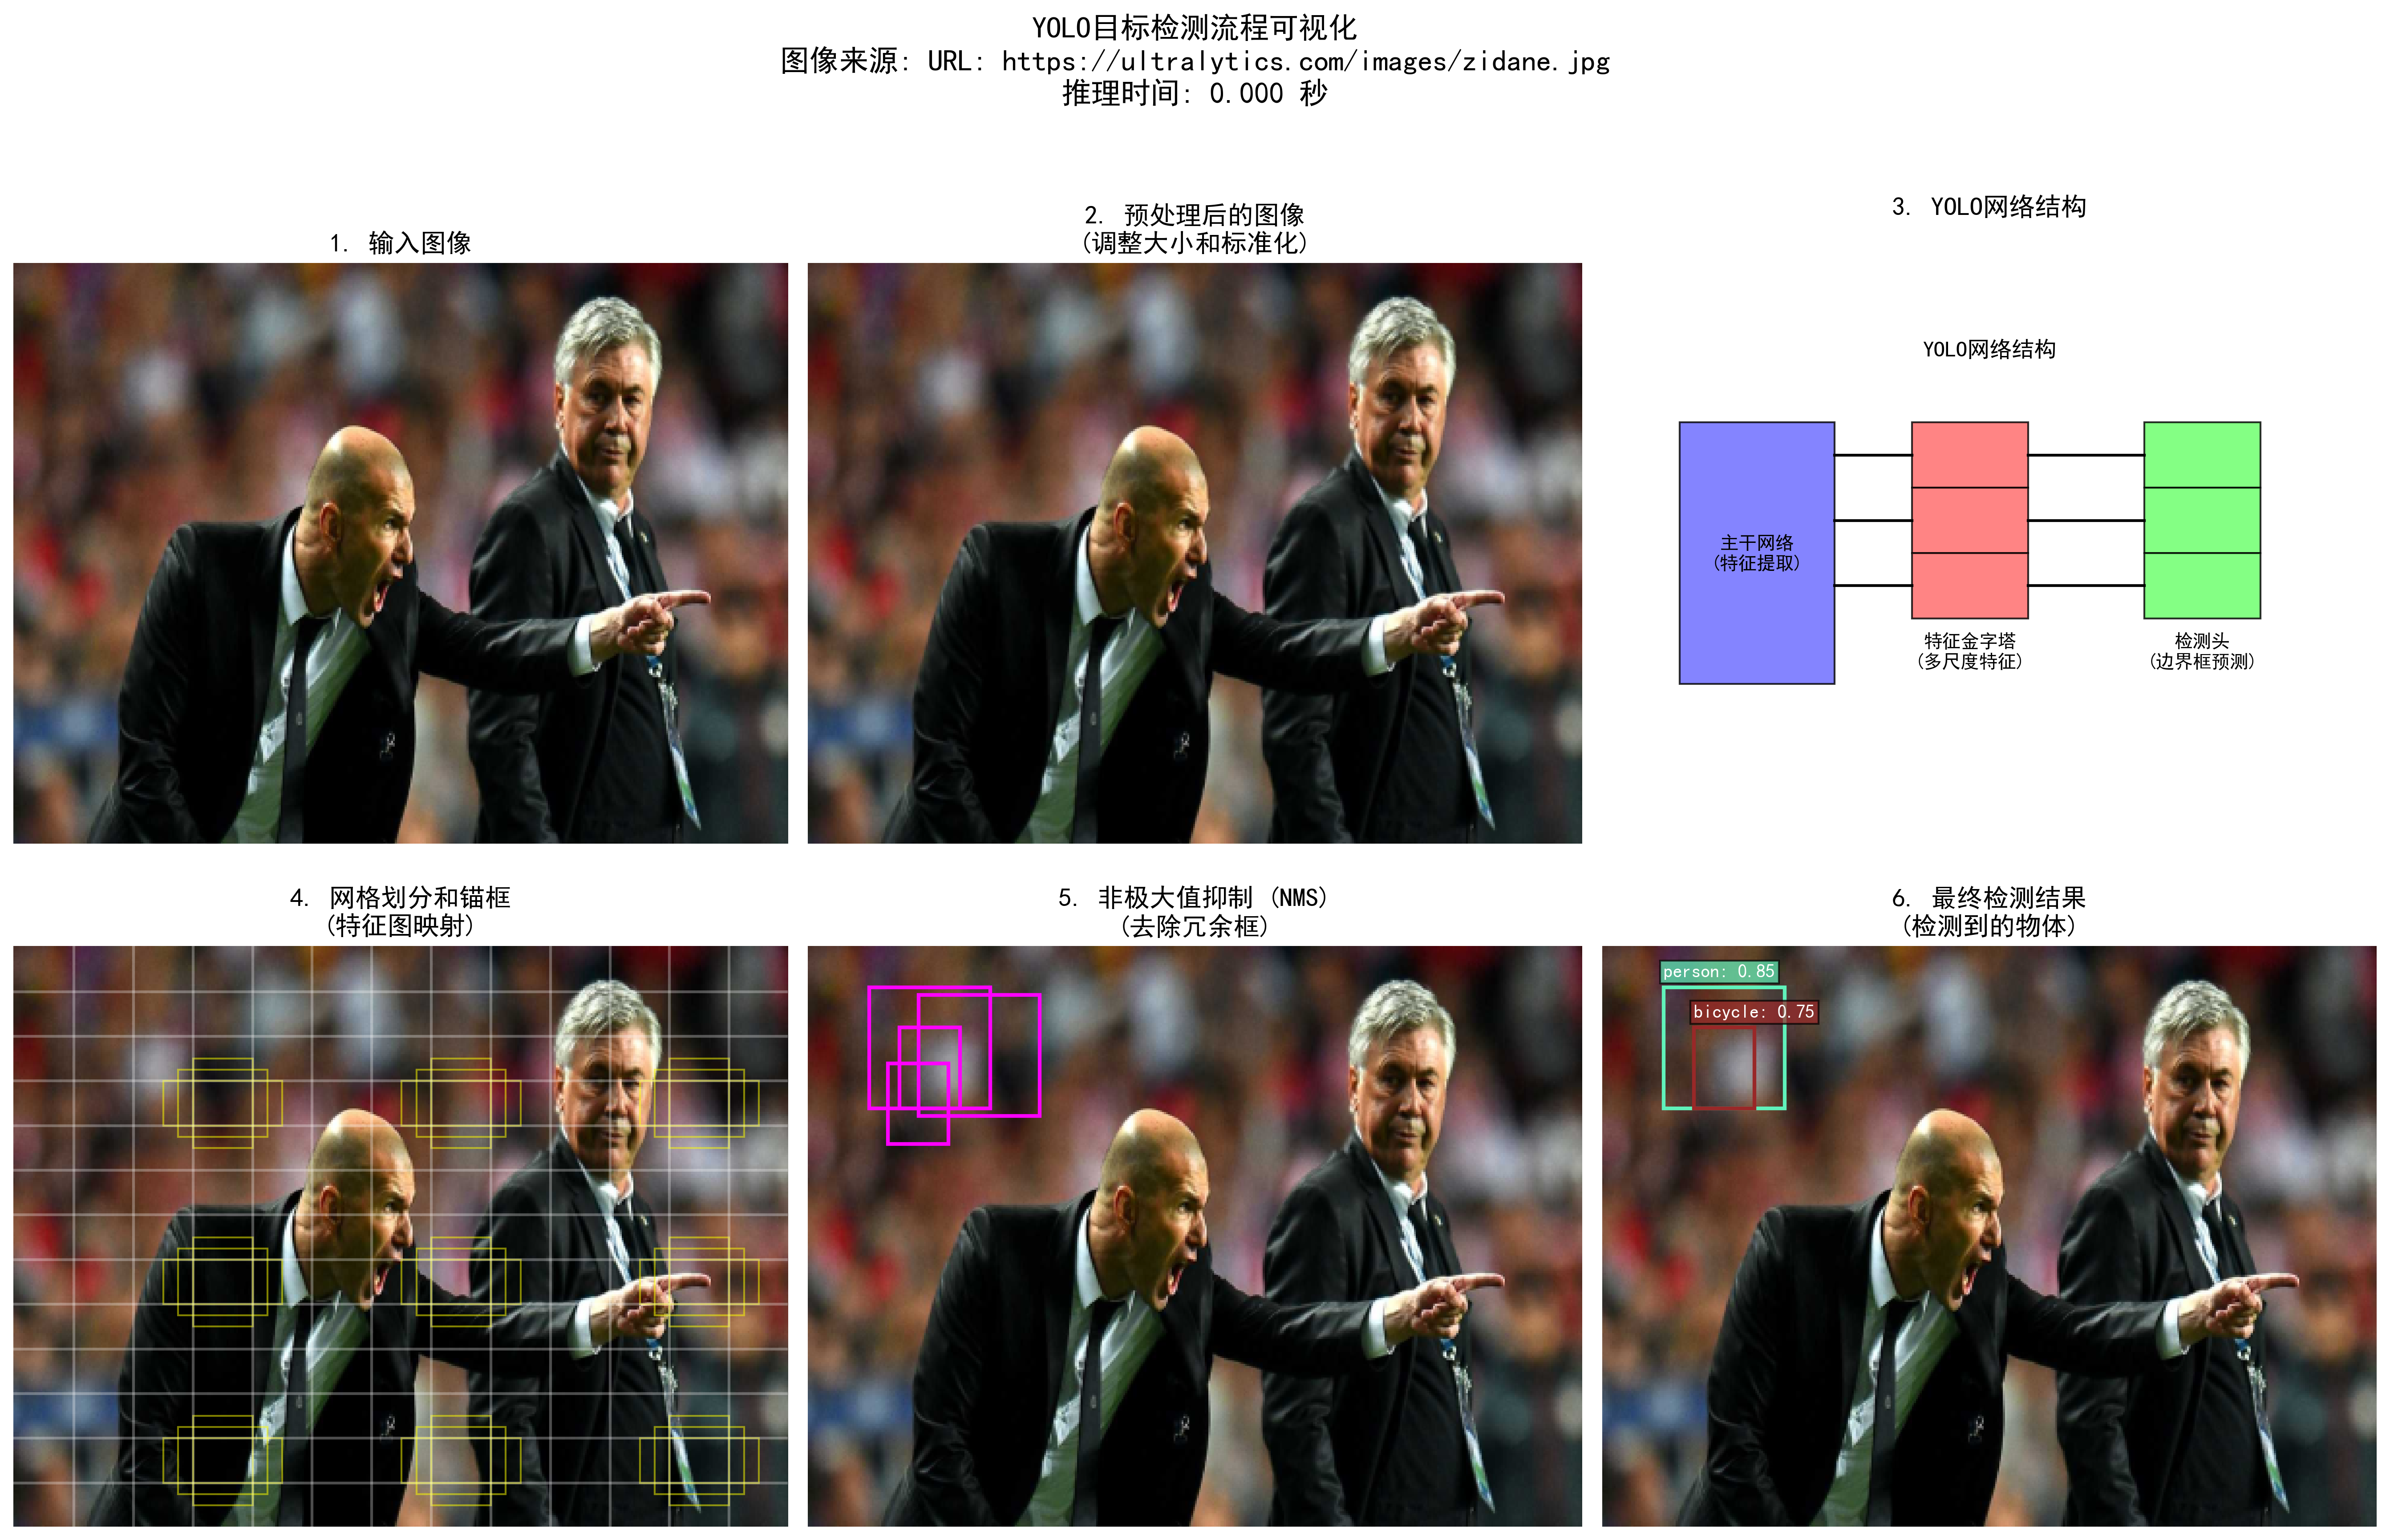 YOLO目标检测流程可视化
图像来源: URL: https://ultralytics.com/images/zidane.jpg
推理时间: 0.000 秒
1. 输入图像
2. 预处理后的图像
(调整大小和标准化)
3. YOLO网络结构
YOLO网络结构
主干网络
(特征提取)
特征金字塔
(多尺度特征)
检测头
(边界框预测)
4. 网格划分和锚框
(特征图映射)
5. 非极大值抑制 (NMS)
(去除冗余框)
6. 最终检测结果
(检测到的物体)
person: 0.85
bicycle: 0.75